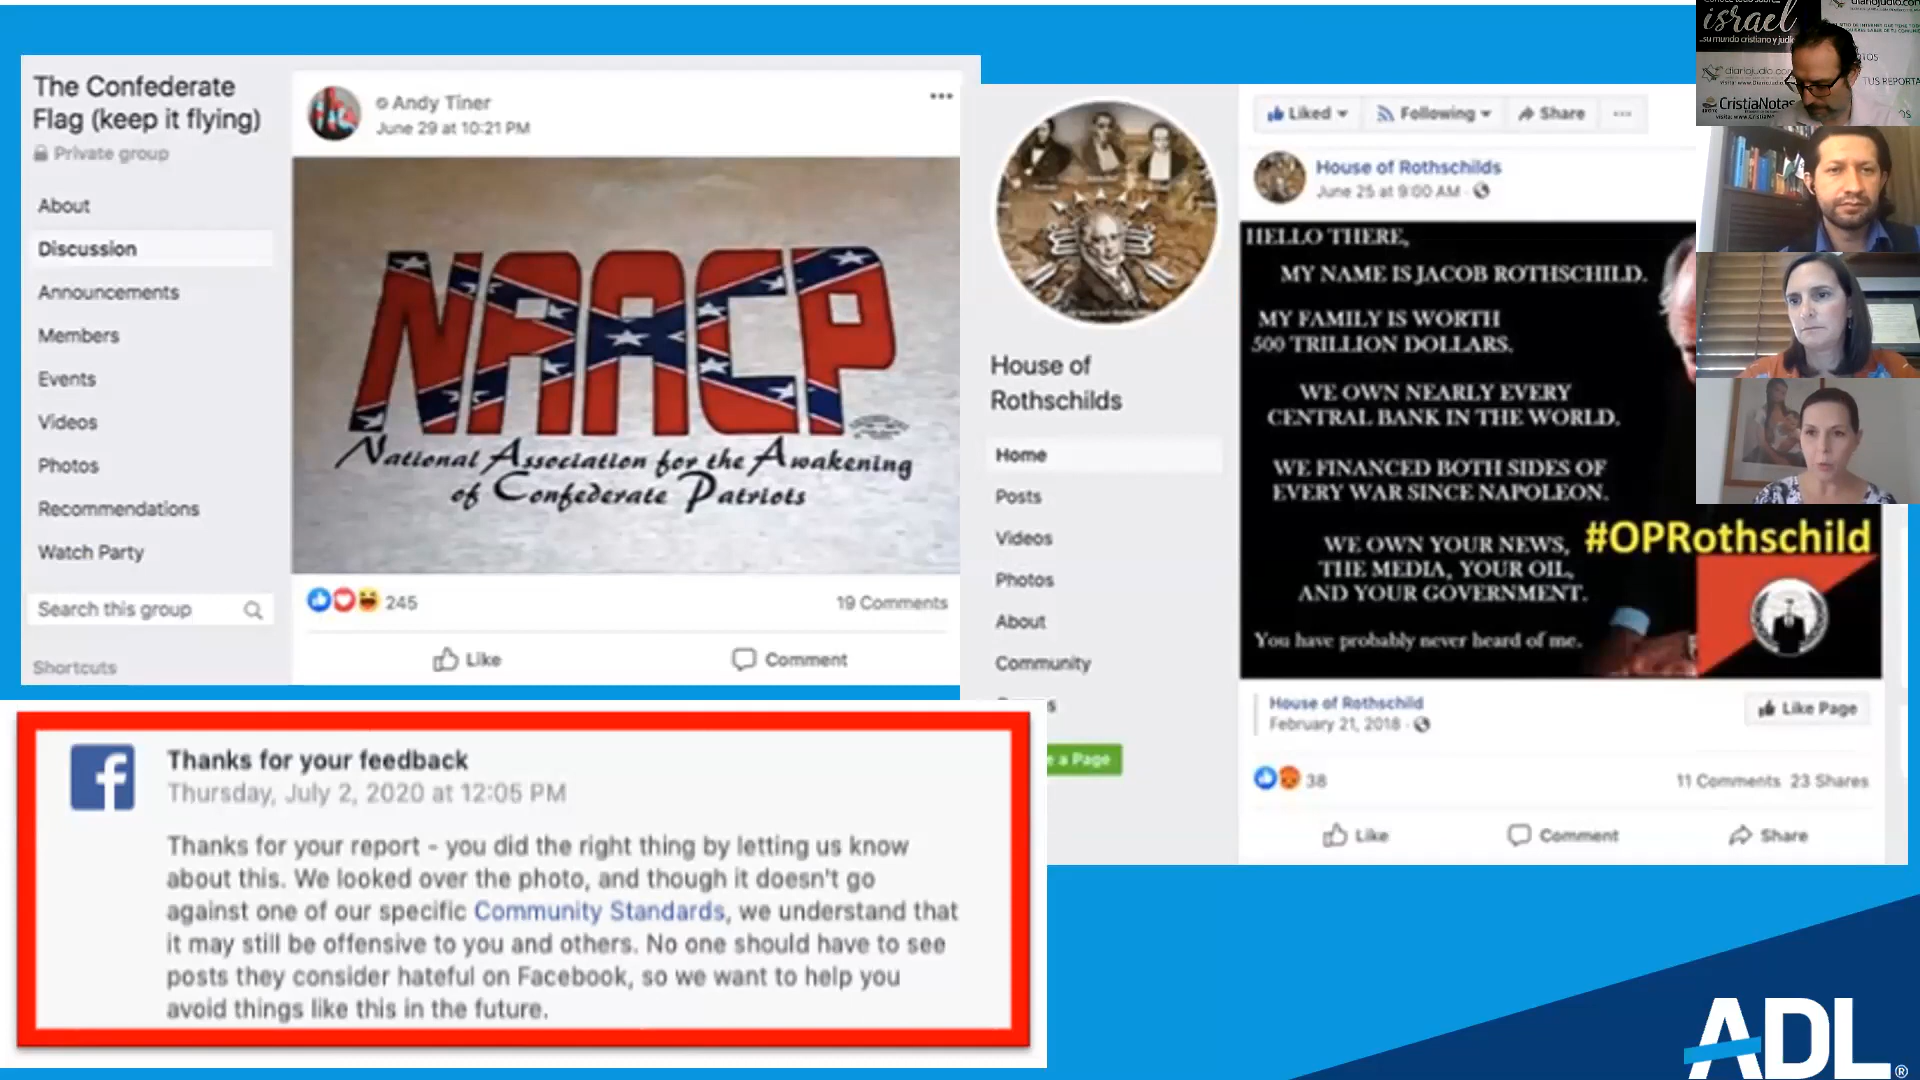 The Confederate
Flag (keep it flying)
Private group
About
Discussion
Announcements
Members
Events
Videos
Photos
Recommendations
Watch Party
Search this group
Shortcuts
Andy Tiner
June 29 at 10:21 PM
NAACP
National Association for the Awakening
of Confederate Patriots
245
19 Comments
Like
Comment
House of
Rothschilds
Home
Posts
Videos
Photos
About
Community
e a Page
Liked
Following
Share
House of Rothschilds
June 25 at 9:00 AM
HELLO THERE,
MY NAME IS JACOB ROTHSCHILD.
MY FAMILY IS WORTH
500 TRILLION DOLLARS.
WE OWN NEARLY EVERY
CENTRAL BANK IN THE WORLD.
WE FINANCED BOTH SIDES OF
EVERY WAR SINCE NAPOLEON.
WE OWN YOUR NEWS,
THE MEDIA, YOUR OIL,
AND YOUR GOVERNMENT.
You have probably never heard of me.
#OPRothschild
House of Rothschild
February 21, 2018
Like Page
38
11 Comments 23 Shares
Like
Comment
Share
Thanks for your feedback
Thursday, July 2, 2020 at 12:05 PM
Thanks for your report - you did the right thing by letting us know
about this. We looked over the photo, and though it doesn't go
against one of our specific Community Standards, we understand that
it may still be offensive to you and others. No one should have to see
posts they consider hateful on Facebook, so we want to help you
avoid things like this in the future.
israel
su mundo cristiano y judí
diariojudio.com
TUS REPORTA
CristiaNotas
ADL®